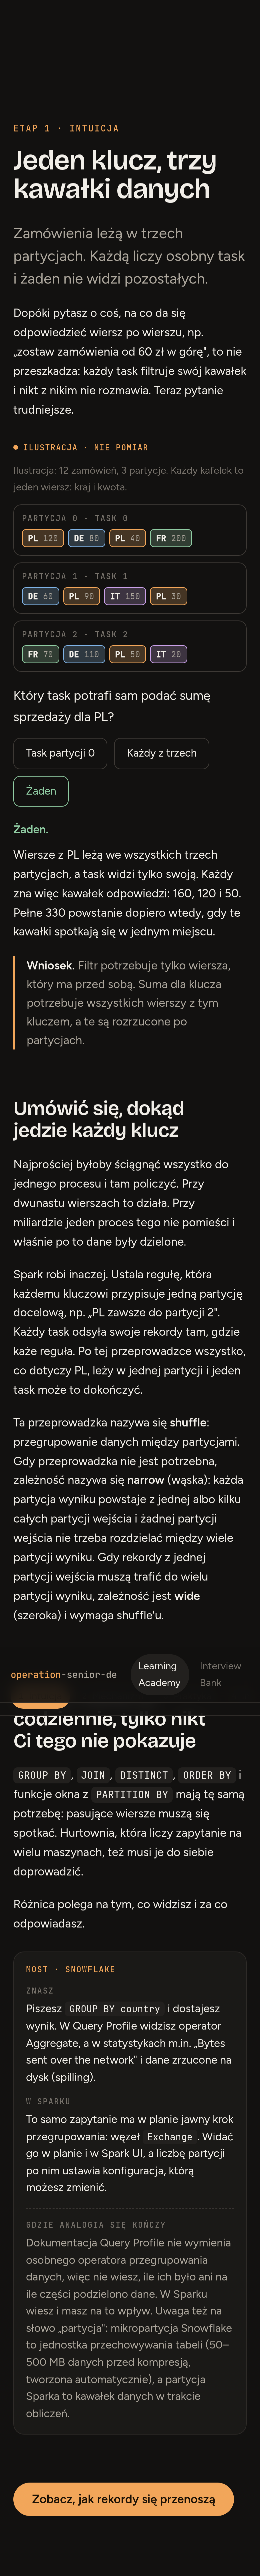 ETAP 1 · INTUICJA
Jeden klucz, trzy
kawałki danych
Zamówienia leżą w trzech
partycjach. Każdą liczy osobny task
i żaden nie widzi pozostałych.
Dopóki pytasz o coś, na co da się
odpowiedzieć wiersz po wierszu, np.
„zostaw zamówienia od 60 zł w górę", to nie
przeszkadza: każdy task filtruje swój kawałek
i nikt z nikim nie rozmawia. Teraz pytanie
trudniejsze.
ILUSTRACJA · NIE POMIAR
Ilustracja: 12 zamówień, 3 partycje. Każdy kafelek to
jeden wiersz: kraj i kwota.
PARTYCJA 0 · TASK 0
PL 120 DE 80 PL 40 FR 200
PARTYCJA 1 · TASK 1
DE 60 PL 90 IT 150 PL 30
PARTYCJA 2 · TASK 2
FR 70 DE 110 PL 50 IT 20
Który task potrafi sam podać sumę
sprzedaży dla PL?
Task partycji 0 Każdy z trzech
Żaden
Żaden.
Wiersze z PL leżą we wszystkich trzech
partycjach, a task widzi tylko swoją. Każdy
zna więc kawałek odpowiedzi: 160, 120 i 50.
Pełne 330 powstanie dopiero wtedy, gdy te
kawałki spotkają się w jednym miejscu.
Wniosek. Filtr potrzebuje tylko wiersza,
który ma przed sobą. Suma dla klucza
potrzebuje wszystkich wierszy z tym
kluczem, a te są rozrzucone po
partycjach.
Umówić się, dokąd
jedzie każdy klucz
Najprościej byłoby ściągnąć wszystko do
jednego procesu i tam policzyć. Przy
dwunastu wierszach to działa. Przy
miliardzie jeden proces tego nie pomieści i
właśnie po to dane były dzielone.
Spark robi inaczej. Ustala regułę, która
każdemu kluczowi przypisuje jedną partycję
docelową, np. „PL zawsze do partycji 2".
Każdy task odsyła swoje rekordy tam, gdzie
każe reguła. Po tej przeprowadzce wszystko,
co dotyczy PL, leży w jednej partycji i jeden
task może to dokończyć.
Ta przeprowadzka nazywa się shuffle:
przegrupowanie danych między partycjami.
Gdy przeprowadzka nie jest potrzebna,
zależność nazywa się narrow (wąska): każda
partycja wyniku powstaje z jednej albo kilku
całych partycji wejścia i żadnej partycji
wejścia nie trzeba rozdzielać między wiele
partycji wyniku. Gdy rekordy z jednej
partycji wejścia muszą trafić do wielu
partycji wyniku, zależność jest wide
(szeroka) i wymaga shuffle'u.
operation-senior-de
Learning
Academy
Interview
Bank
codziennie, tylko nikt
Ci tego nie pokazuje
GROUP BY, JOIN, DISTINCT, ORDER BY i
funkcje okna z PARTITION BY mają tę samą
potrzebę: pasujące wiersze muszą się
spotkać. Hurtownia, która liczy zapytanie na
wielu maszynach, też musi je do siebie
doprowadzić.
Różnica polega na tym, co widzisz i za co
odpowiadasz.
MOST · SNOWFLAKE
ZNASZ
Piszesz GROUP BY country i dostajesz
wynik. W Query Profile widzisz operator
Aggregate, a w statystykach m.in. „Bytes
sent over the network" i dane zrzucone na
dysk (spilling).
W SPARKU
To samo zapytanie ma w planie jawny krok
przegrupowania: węzeł Exchange. Widać
go w planie i w Spark UI, a liczbę partycji
po nim ustawia konfiguracja, którą
możesz zmienić.
GDZIE ANALOGIA SIĘ KOŃCZY
Dokumentacja Query Profile nie wymienia
osobnego operatora przegrupowania
danych, więc nie wiesz, ile ich było ani na
ile części podzielono dane. W Sparku
wiesz i masz na to wpływ. Uwaga też na
słowo „partycja": mikropartycja Snowflake
to jednostka przechowywania tabeli (50–
500 MB danych przed kompresją,
tworzona automatycznie), a partycja
Sparka to kawałek danych w trakcie
obliczeń.
Zobacz, jak rekordy się przenoszą